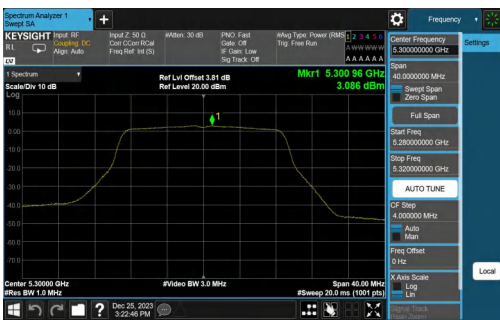 Spectrum Analyzer 1
Swept SA
Frequency
KEYSIGHT
RL
Input: RF
Coupling: DC
Align: Auto
Input Z: 50 Ω
Corr CCorr RCal
Freq Ref: Int (S)
#Atten: 30 dB
PNO: Fast
Gate: Off
IF Gain: Low
Sig Track: Off
#Avg Type: Power (RMS)
Trig: Free Run
1 2 3 4 5 6
A W W W W W
A A A A A A
1 Spectrum
Scale/Div 10 dB
Log
Ref Lvl Offset 3.81 dB
Ref Level 20.00 dBm
Mkr1 5.300 96 GHz
3.086 dBm
1
10.0
0.00
-10.0
-20.0
-30.0
-40.0
-50.0
-60.0
-70.0
Center 5.30000 GHz
#Res BW 1.0 MHz
#Video BW 3.0 MHz
Span 40.00 MHz
#Sweep 20.0 ms (1001 pts)
Dec 25, 2023
3:22:46 PM
Center Frequency
5.300000000 GHz
Settings
Span
40.0000000 MHz
Swept Span
Zero Span
Full Span
Start Freq
5.280000000 GHz
Stop Freq
5.320000000 GHz
AUTO TUNE
CF Step
4.000000 MHz
Auto
Man
Freq Offset
0 Hz
X Axis Scale
Log
Lin
Local
Signal Track